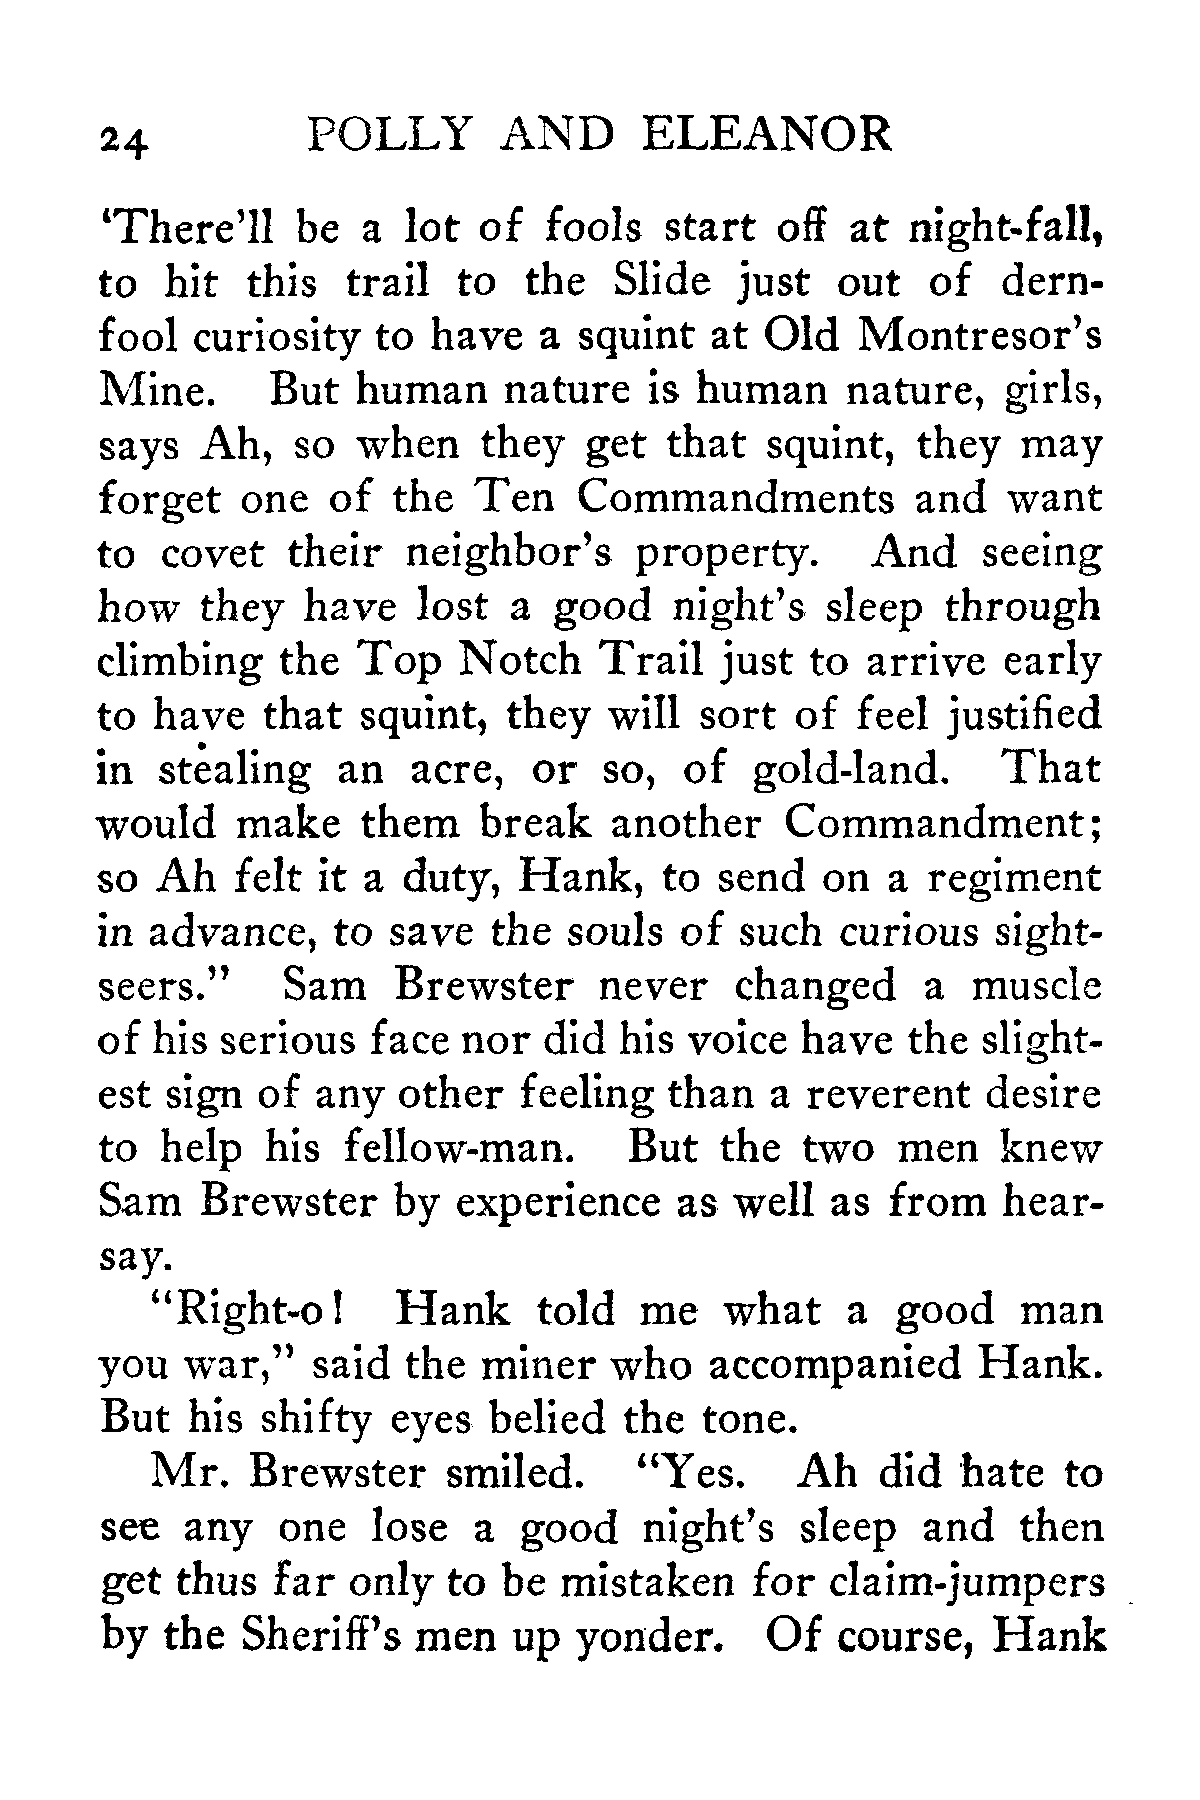 24 POLLY AND ELEANOR
‘There’ll be a lot of fools start off at night-fall,
to hit this trail to the Slide just out of dern-
fool curiosity to have a squint at Old Montresor’s
Mine. But human nature is human nature, girls,
says Ah, so when they get that squint, they may
forget one of the Ten Commandments and want
to covet their neighbor’s property. And seeing
how they have lost a good night’s sleep through
climbing the Top Notch Trail just to arrive early
to have that squint, they will sort of feel justified
in stealing an acre, or so, of gold-land. That
would make them break another Commandment;
so Ah felt it a duty, Hank, to send on a regiment
in advance, to save the souls of such curious sight-
seers.” Sam Brewster never changed a muscle
of his serious face nor did his voice have the slight-
est sign of any other feeling than a reverent desire
to help his fellow-man. But the two men knew
Sam Brewster by experience as well as from hear-
say.
“Right-o! Hank told me what a good man
you war,” said the miner who accompanied Hank.
But his shifty eyes belied the tone.
Mr. Brewster smiled. “Yes. Ah did hate to
see any one lose a good night’s sleep and then
get thus far only to be mistaken for claim-jumpers
by the Sheriff’s men up yonder. Of course, Hank